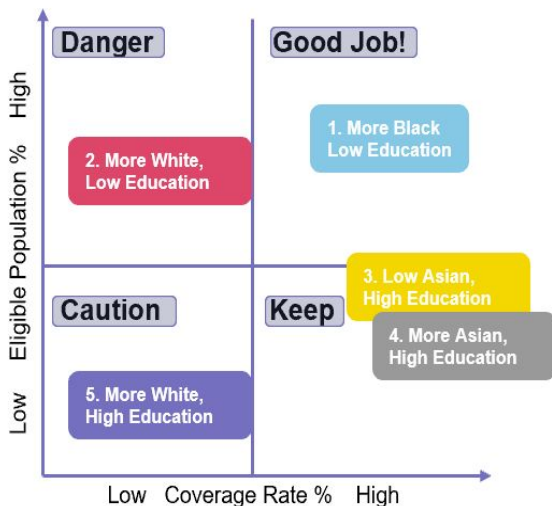 Danger
Good Job!
High
Eligible Population %
Low
1. More Black
Low Education
2. More White,
Low Education
3. Low Asian,
High Education
Caution
Keep
4. More Asian,
High Education
5. More White,
High Education
Low Coverage Rate % High